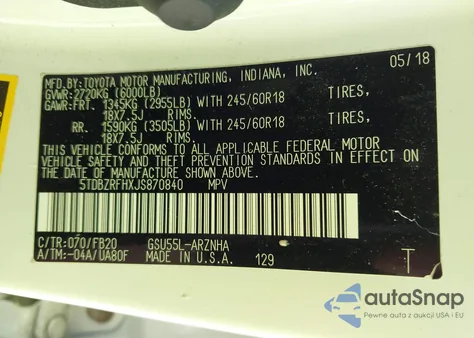 MFD.BY:TOYOTA MOTOR MANUFACTURING, INDIANA, INC. 05/18
GVWR:2720KG (6000LB)
GAWR:FRT. 1345KG (2955LB) WITH 245/60R18 TIRES,
18X7.5J RIMS.
RR. 1590KG (3505LB) WITH 245/60R18 TIRES,
18X7.5J RIMS.
THIS VEHICLE CONFORMS TO ALL APPLICABLE FEDERAL MOTOR
VEHICLE SAFETY AND THEFT PREVENTION STANDARDS IN EFFECT ON
THE DATE OF MANUFACTURE SHOWN ABOVE.
5TDBZRFHXJS870840 MPV
C/TR:070/FB20 GSU55L-ARZNHA
A/TM:-04A/UA80F MADE IN U.S.A. 129 T
autoSnap
Pewne auta z aukcji USA i EU